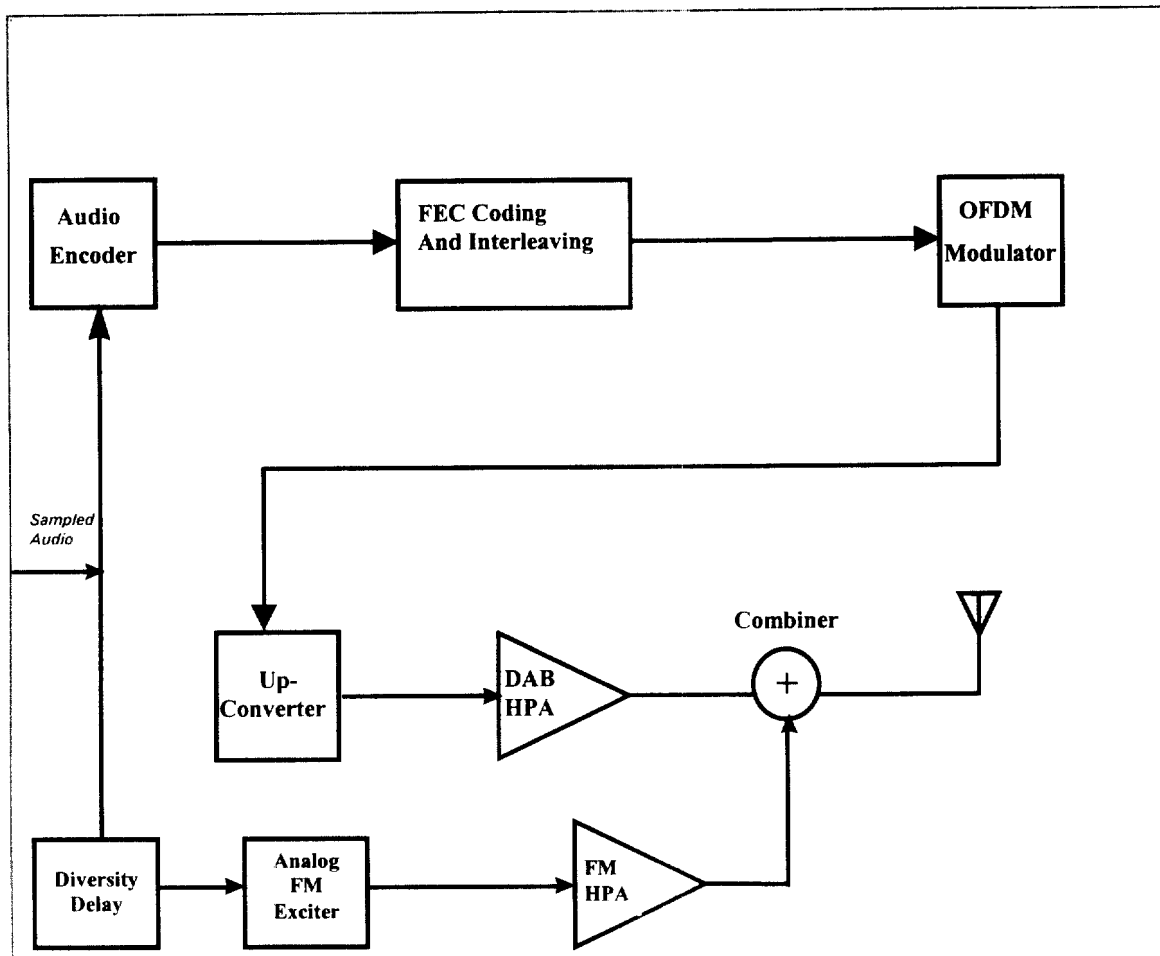 Audio
Encoder
FEC Coding
And Interleaving
OFDM
Modulator
Sampled
Audio
Up-
Converter
DAB
HPA
Combiner
+
Diversity
Delay
Analog
FM
Exciter
FM
HPA